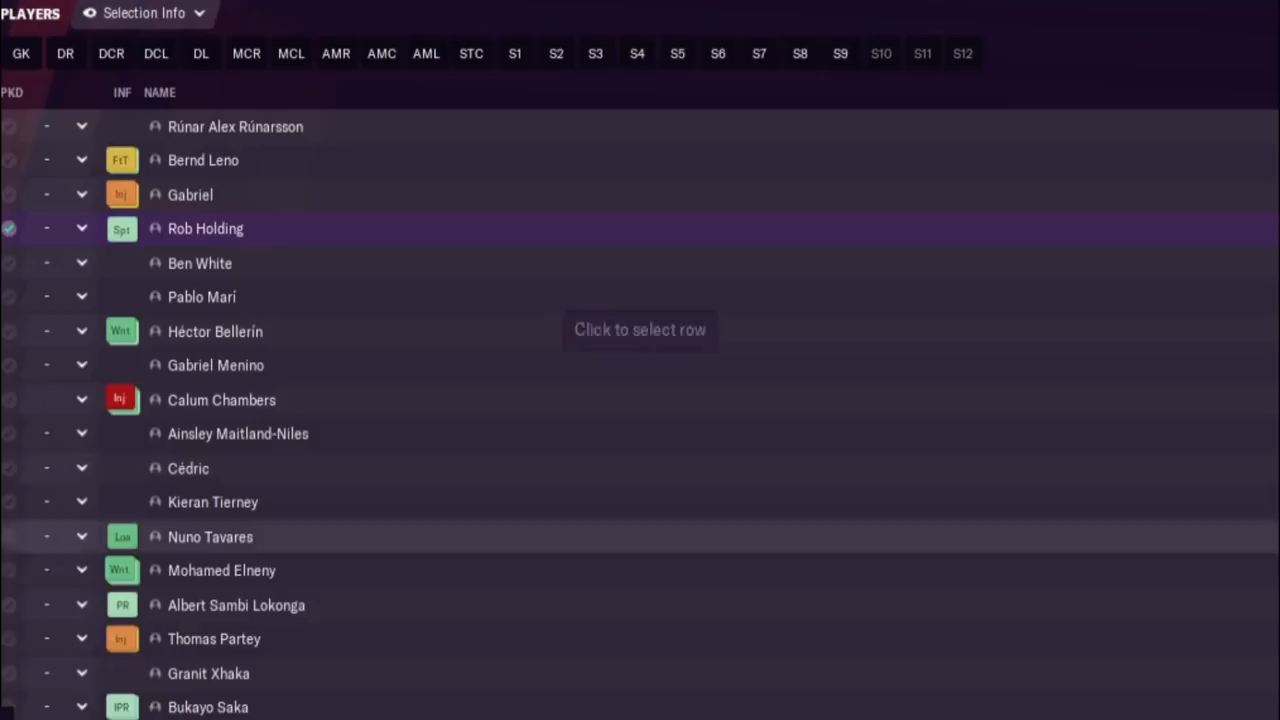 PLAYERS Selection Info
GK DR DCR DCL DL MCR MCL AMR AMC AML STC S1 S2 S3 S4 S5 S6 S7 S8 S9 S10 S11 S12
PKD INF NAME
- Rúnar Alex Rúnarsson
- FtT Bernd Leno
- Inj Gabriel
- Spt Rob Holding
- Ben White
- Pablo Marí
Click to select row
- Wnt Héctor Bellerín
- Gabriel Menino
Inj Calum Chambers
- Ainsley Maitland-Niles
- Cédric
- Kieran Tierney
- Loa Nuno Tavares
- Wnt Mohamed Elneny
- PR Albert Sambi Lokonga
- Inj Thomas Partey
- Granit Xhaka
- IPR Bukayo Saka